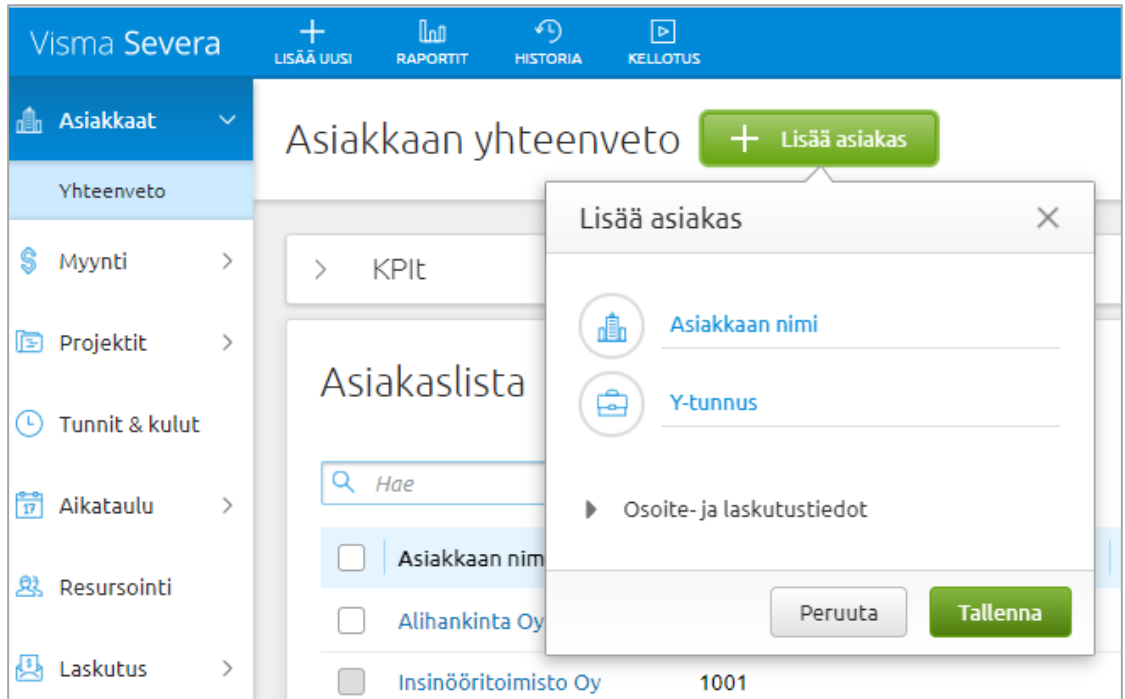 Visma Severa
LISÄÄ UUSI
RAPORTIT
HISTORIA
KELLOTUS
Asiakkaat
Yhteenveto
Myynti
Projektit
Tunnit & kulut
Aikataulu
17
Resursointi
Laskutus
Asiakkaan yhteenveto
Lisää asiakas
KPIt
Asiakaslista
Hae
Asiakkaan nim
Alihankinta Oy
Insinööritoimisto Oy 1001
Lisää asiakas
Asiakkaan nimi
Y-tunnus
Osoite- ja laskutustiedot
Peruuta
Tallenna